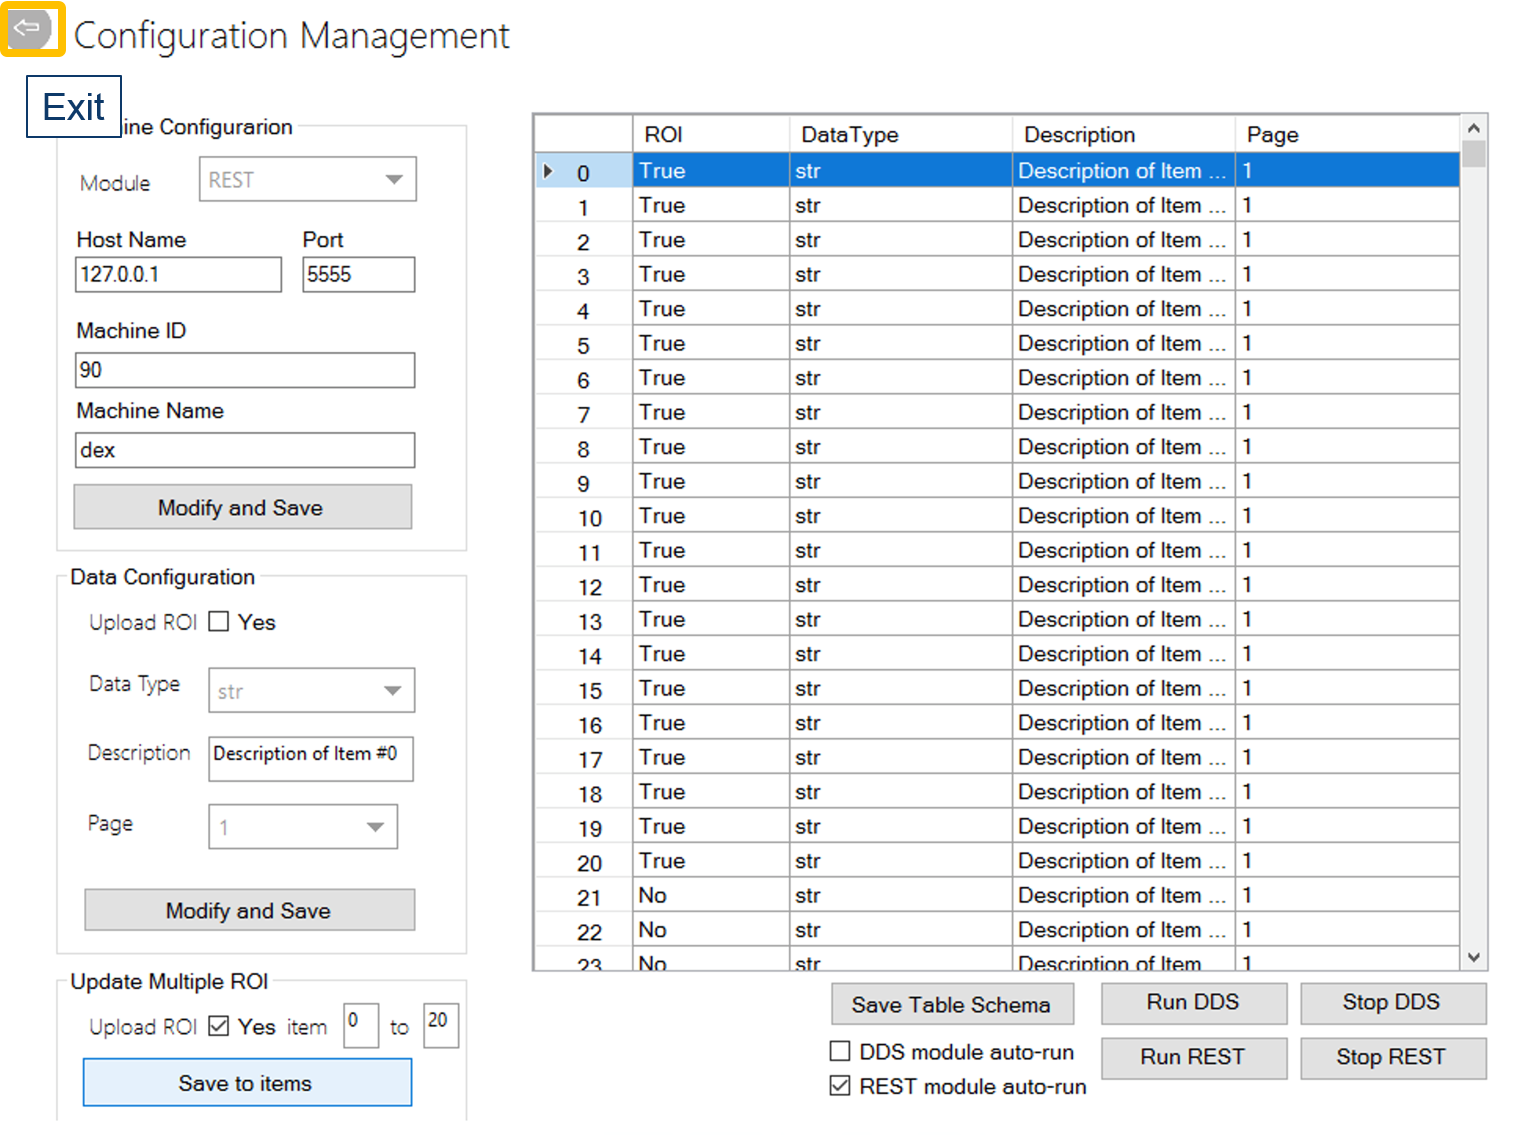 Configuration Management
Exit
ine Configurarion
Module REST
Host Name Port
127.0.0.1 5555
Machine ID
90
Machine Name
dex
Modify and Save
Data Configuration
Upload ROI Yes
Data Type str
Description Description of Item #0
Page 1
Modify and Save
Update Multiple ROI
Upload ROI Yes item 0 to 20
Save to items
ROI DataType Description Page
0 True str Description of Item ... 1
1 True str Description of Item ... 1
2 True str Description of Item ... 1
3 True str Description of Item ... 1
4 True str Description of Item ... 1
5 True str Description of Item ... 1
6 True str Description of Item ... 1
7 True str Description of Item ... 1
8 True str Description of Item ... 1
9 True str Description of Item ... 1
10 True str Description of Item ... 1
11 True str Description of Item ... 1
12 True str Description of Item ... 1
13 True str Description of Item ... 1
14 True str Description of Item ... 1
15 True str Description of Item ... 1
16 True str Description of Item ... 1
17 True str Description of Item ... 1
18 True str Description of Item ... 1
19 True str Description of Item ... 1
20 True str Description of Item ... 1
21 No str Description of Item ... 1
22 No str Description of Item ... 1
23 No str Description of Item 1
Save Table Schema Run DDS Stop DDS
DDS module auto-run Run REST Stop REST
REST module auto-run